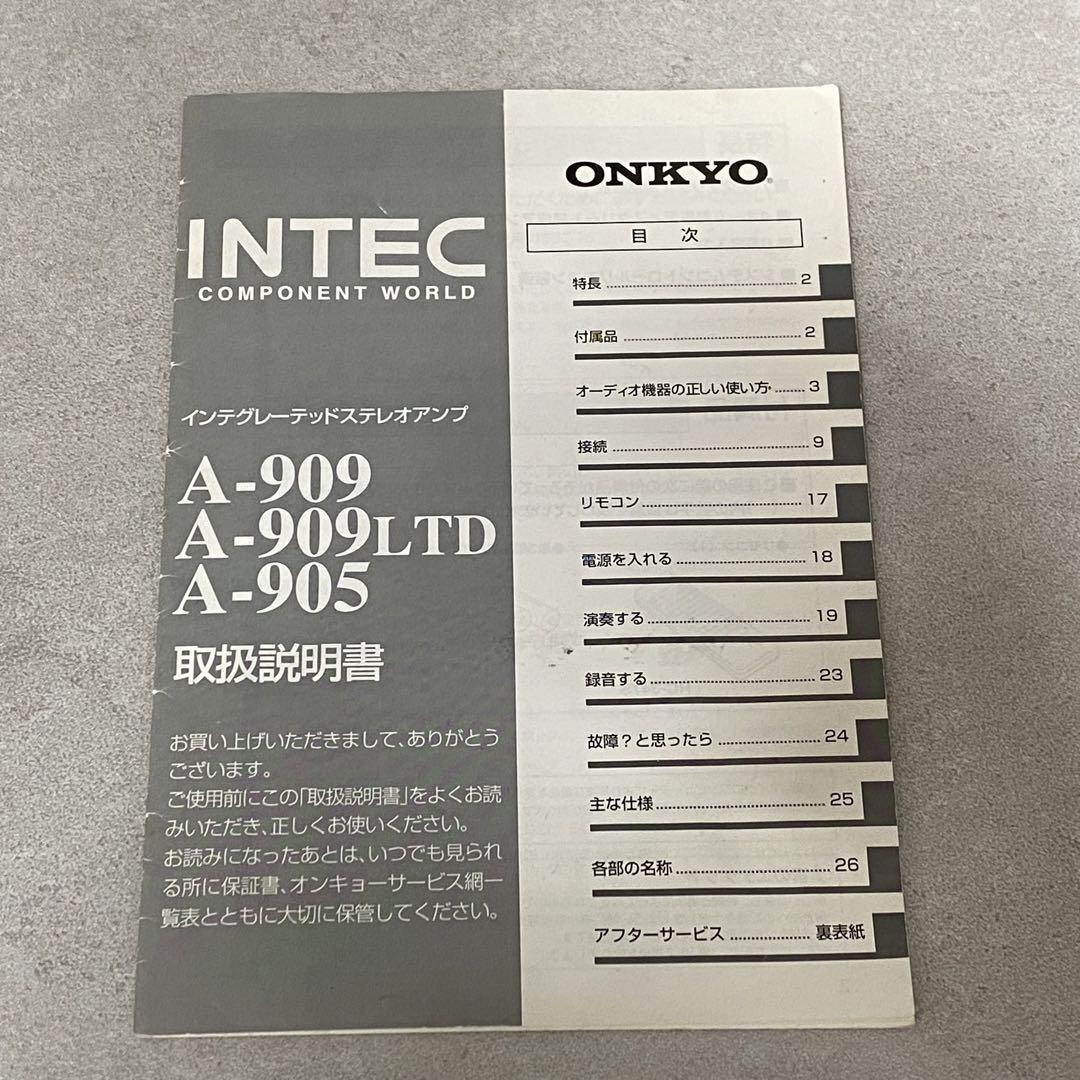 INTEC
COMPONENT WORLD
インテグレーテッドステレオアンプ
A-909
A-909LTD
A-905
取扱説明書
お買い上げいただきまして、ありがとう
ございます。
ご使用前にこの「取扱説明書」をよくお読
みいただき、正しくお使いください。
お読みになったあとは、いつでも見られ
る所に保証書、オンキヨーサービス網一
覧表とともに大切に保管してください。
ONKYO
目 次
特長 ........ 2
付属品 ........ 2
オーディオ機器の正しい使い方 ........ 3
接続 ........ 9
リモコン ........ 17
電源を入れる ........ 18
演奏する ........ 19
録音する ........ 23
故障?と思ったら ........ 24
主な仕様 ........ 25
各部の名称 ........ 26
アフターサービス ........ 裏表紙